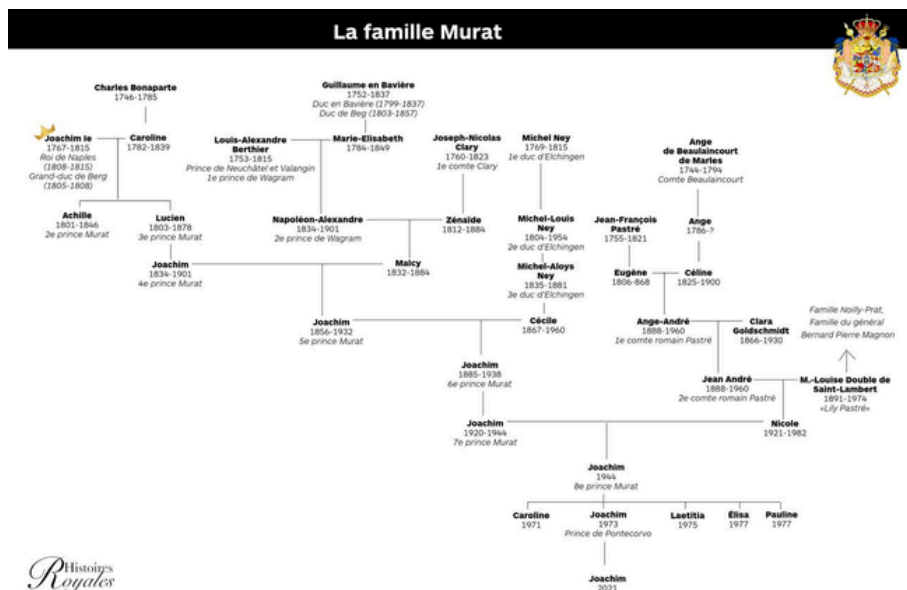 La famille Murat
Charles Bonaparte
1746-1785
Guillaume en Bavière
1752-1837
Duc en Bavière (1799-1837)
Duc de Beg (1803-1857)
Joachim Ie
1767-1815
Roi de Naples
(1808-1815)
Grand-duc de Berg
(1805-1808)
Caroline
1782-1839
Louis-Alexandre
Berthier
1753-1815
Prince de Neuchâtel et Valangin
1e prince de Wagram
Marie-Elisabeth
1784-1849
Joseph-Nicolas
Clary
1760-1823
1e comte Clary
Michel Ney
1769-1815
1e duc d'Elchingen
Ange
de Beaulaincourt
de Marles
1744-1794
Comte Beaulaincourt
Achille
1801-1846
2e prince Murat
Lucien
1803-1878
3e prince Murat
Napoléon-Alexandre
1834-1901
2e prince de Wagram
Zénaïde
1812-1884
Michel-Louis
Ney
1804-1954
2e duc d'Elchingen
Jean-François
Pastré
1755-1821
Ange
1786-?
Joachim
1834-1901
4e prince Murat
Malcy
1832-1884
Michel-Aloys
Ney
1835-1881
3e duc d'Elchingen
Eugène
1806-868
Céline
1825-1900
Joachim
1856-1932
5e prince Murat
Cécile
1867-1960
Ange-André
1888-1960
1e comte romain Pastré
Clara
Goldschmidt
1866-1930
Famille Noilly-Prat,
Famille du général
Bernard Pierre Magnon
Joachim
1885-1938
6e prince Murat
Jean André
1888-1960
2e comte romain Pastré
M.-Louise Double de
Saint-Lambert
1891-1974
«Lily Pastré»
Joachim
1920-1944
7e prince Murat
Nicole
1921-1982
Joachim
1944
8e prince Murat
Caroline
1971
Joachim
1973
Prince de Pontecorvo
Laetitia
1975
Élisa
1977
Pauline
1977
Joachim
2021
Histoires
Royales